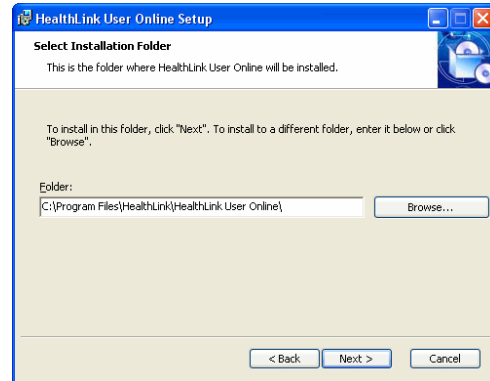 HealthLink User Online Setup
Select Installation Folder
This is the folder where HealthLink User Online will be installed.
To install in this folder, click "Next". To install to a different folder, enter it below or click
"Browse".
Folder:
C:\Program Files\HealthLink\HealthLink User Online\
Browse...
< Back
Next >
Cancel